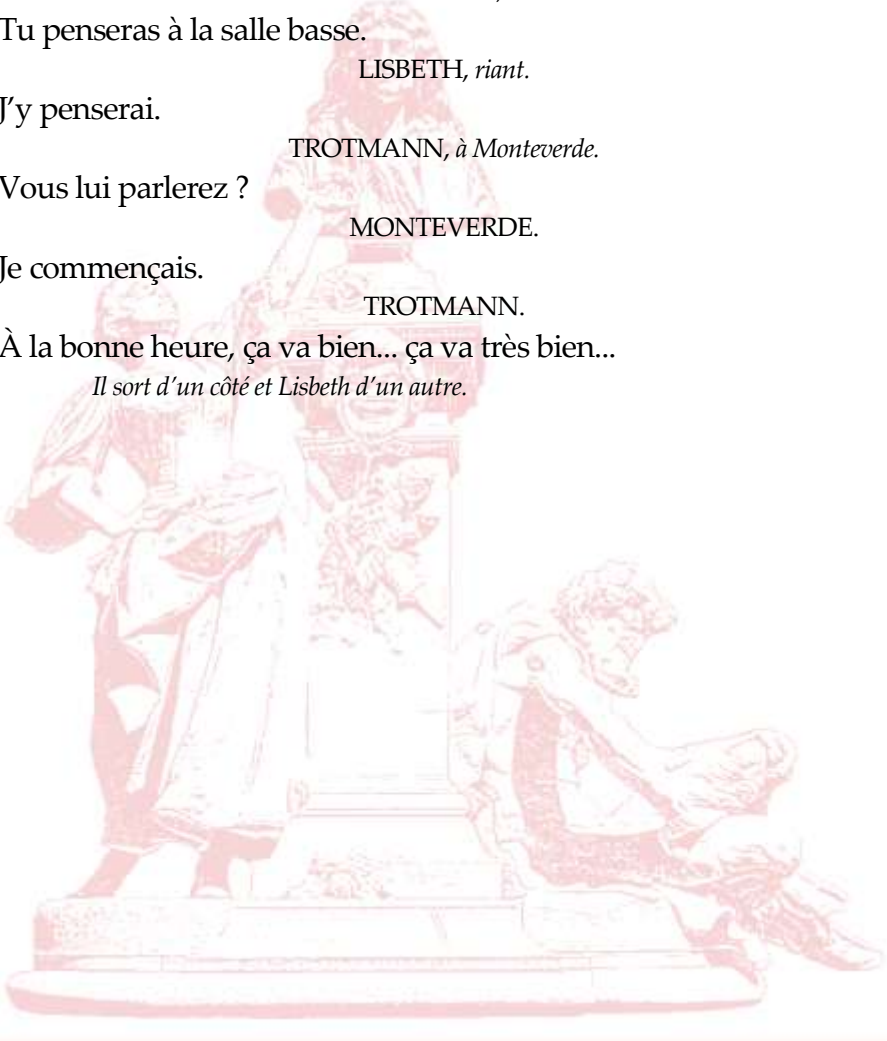 Tu penseras à la salle basse.
LISBETH, riant.
J'y penserai.
TROTMANN, à Monteverde.
Vous lui parlerez ?
MONTEVERDE.
Je commençais.
TROTMANN.
À la bonne heure, ça va bien... ça va très bien...
Il sort d'un côté et Lisbeth d'un autre.